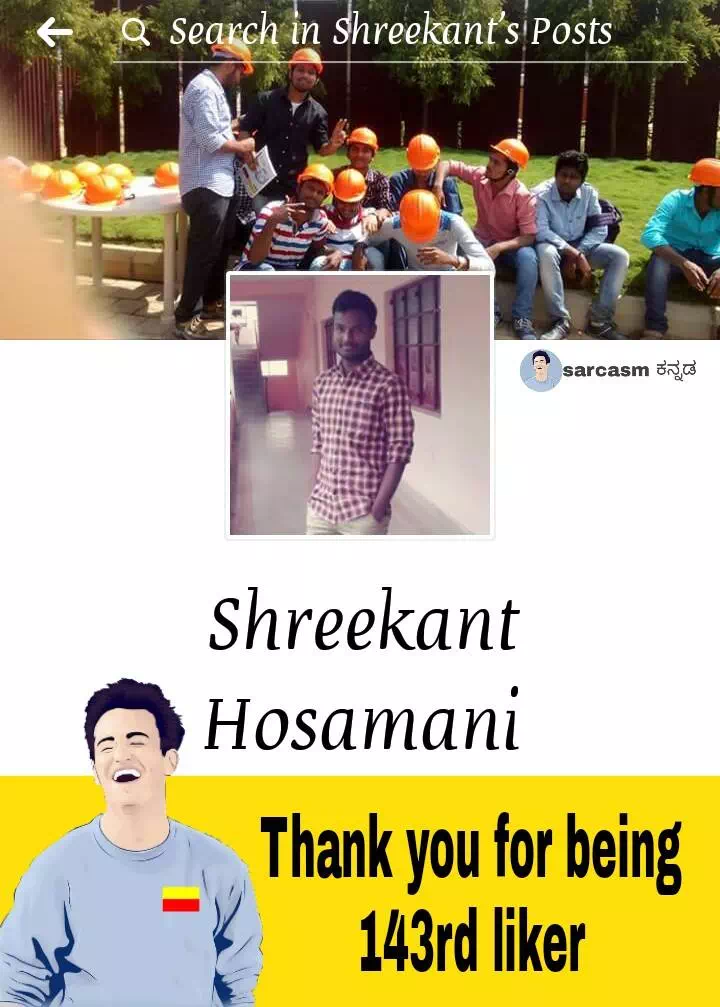 Search in Shreekant's Posts
sarcasm ಕನ್ನಡ
Shreekant
Hosamani
Thank you for being
143rd liker